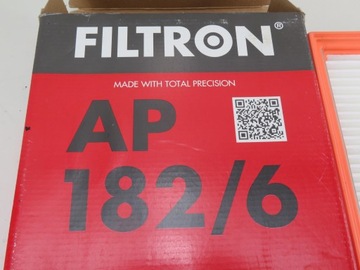 FILTRON®
MADE WITH TOTAL PRECISION
AP
182/6